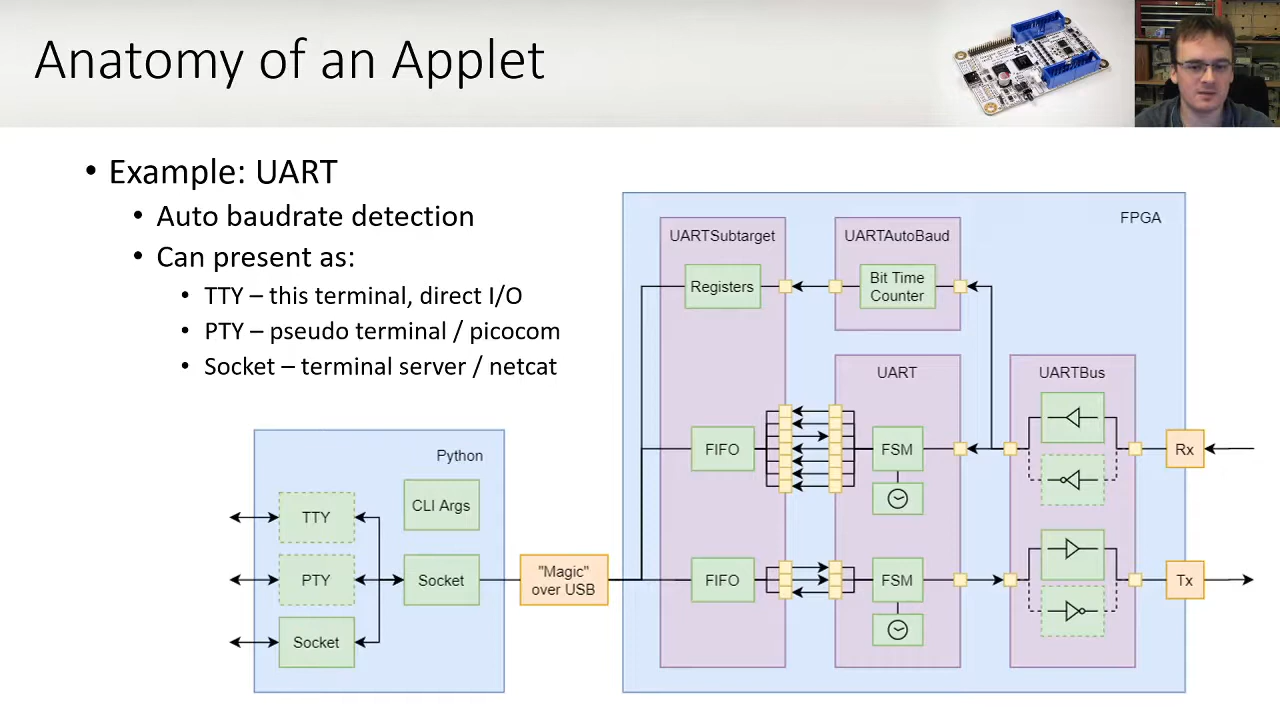 Anatomy of an Applet
• Example: UART
• Auto baudrate detection
• Can present as:
• TTY – this terminal, direct I/O
• PTY – pseudo terminal / picocom
• Socket – terminal server / netcat
FPGA
UARTSubtarget
Registers
FIFO
FIFO
UARTAutoBaud
Bit Time
Counter
UART
FSM
FSM
UARTBus
Rx
Tx
Python
CLI Args
TTY
PTY
Socket
Socket
"Magic"
over USB